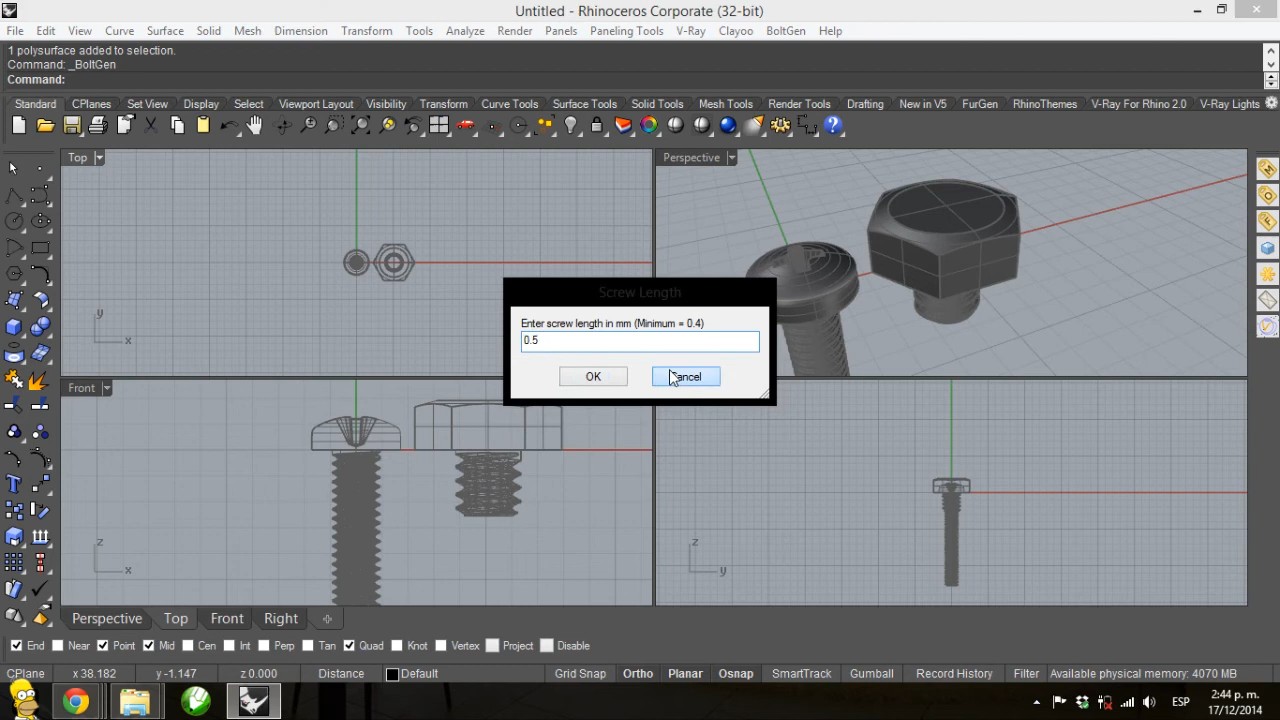 Untitled - Rhinoceros Corporate (32-bit)
File Edit View Curve Surface Solid Mesh Dimension Transform Tools Analyze Render Panels Paneling Tools V-Ray Clayoo BoltGen Help
1 polysurface added to selection.
Command: _BoltGen
Command:
Standard CPlanes Set View Display Select Viewport Layout Visibility Transform Curve Tools Surface Tools Solid Tools Mesh Tools Render Tools Drafting New in V5 FurGen RhinoThemes V-Ray For Rhino 2.0 V-Ray Lights
Top
Perspective
y
x
Screw Length
Enter screw length in mm (Minimum = 0.4)
0.5
OK Cancel
Front
z
x
z
y
Perspective Top Front Right
End Near Point Mid Cen Int Perp Tan Quad Knot Vertex Project Disable
CPlane x 38.182 y -1.147 z 0.000 Distance Default Grid Snap Ortho Planar Osnap SmartTrack Gumball Record History Filter Available physical memory: 4070 MB
ESP
2:44 p. m.
17/12/2014